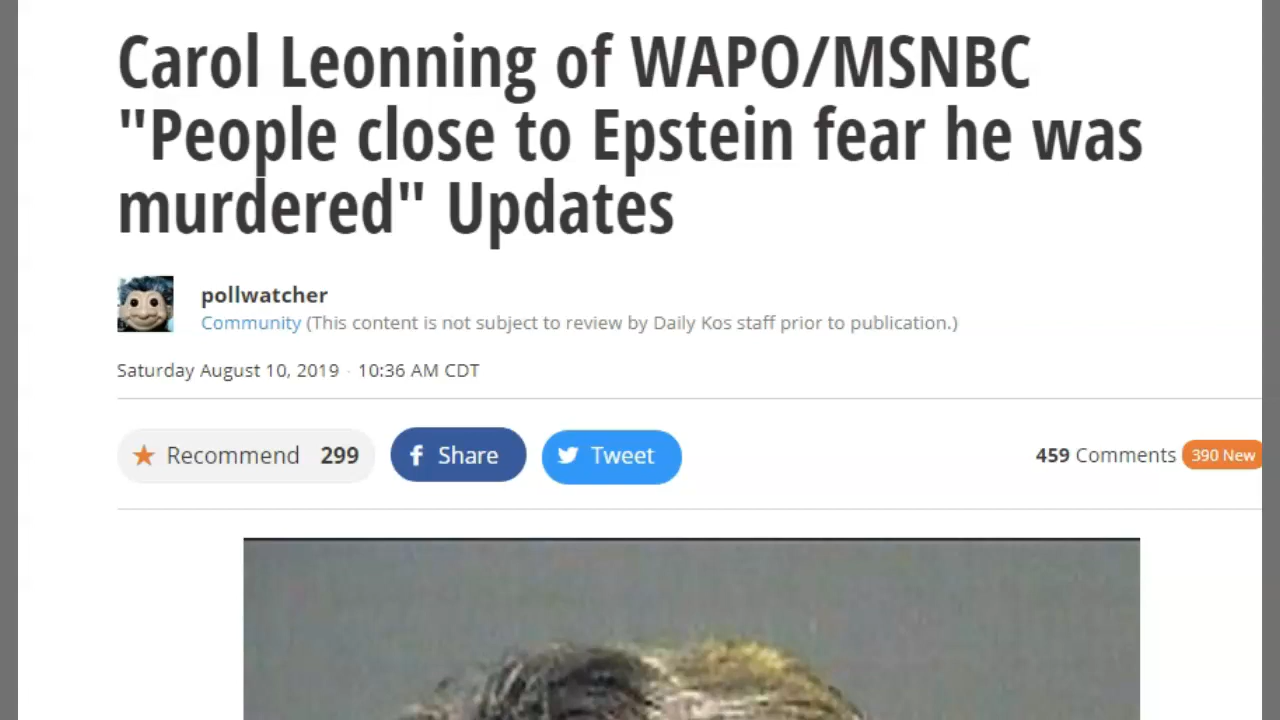 Carol Leonning of WAPO/MSNBC
"People close to Epstein fear he was
murdered" Updates
pollwatcher
Community (This content is not subject to review by Daily Kos staff prior to publication.)
Saturday August 10, 2019 · 10:36 AM CDT
Recommend 299 Share Tweet 459 Comments 390 New